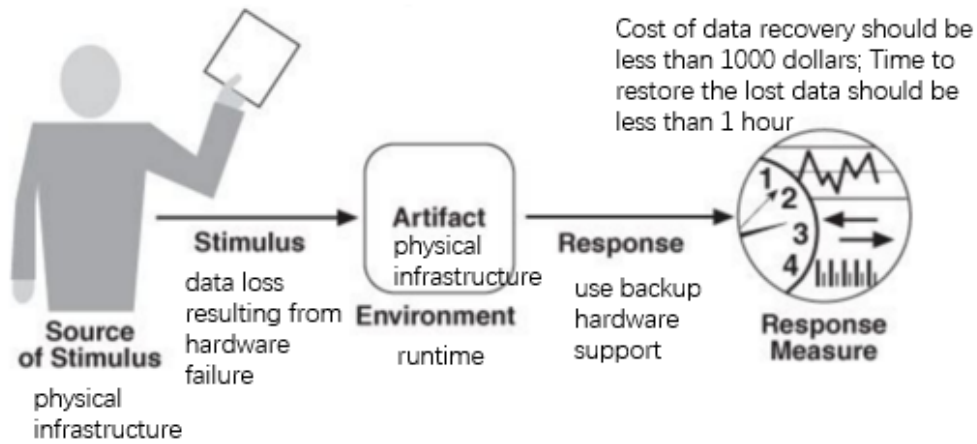 Cost of data recovery should be
less than 1000 dollars; Time to
restore the lost data should be
less than 1 hour
Source
of Stimulus
physical
infrastructure
Stimulus
data loss
resulting from
hardware
failure
Artifact
physical
infrastructure
Environment
runtime
Response
use backup
hardware
support
1
2
3
4
Response
Measure